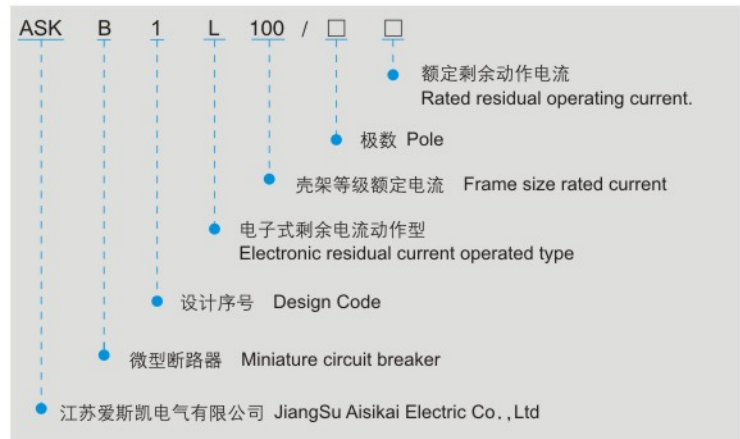 ASK B 1 L 100 / □ □
额定剩余动作电流
Rated residual operating current.
极数 Pole
壳架等级额定电流 Frame size rated current
电子式剩余电流动作型
Electronic residual current operated type
设计序号 Design Code
微型断路器 Miniature circuit breaker
江苏爱斯凯电气有限公司 JiangSu Aisikai Electric Co.,Ltd